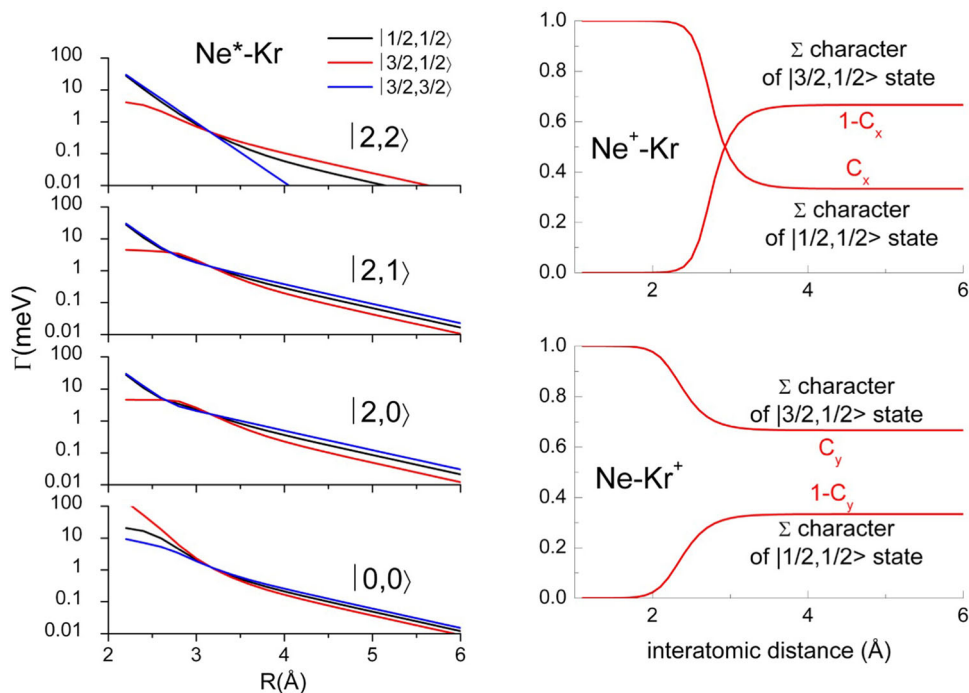 Ne*-Kr
|1/2,1/2⟩
|3/2,1/2⟩
|3/2,3/2⟩
100
10
1
0.1
0.01
|2,2⟩
100
10
1
0.1
0.01
|2,1⟩
100
10
1
0.1
0.01
|2,0⟩
100
10
1
0.1
0.01
|0,0⟩
Γ(meV)
2 3 4 5 6
R(Å)
1.0
0.8
0.6
0.4
0.2
0.0
Σ character
of |3/2,1/2> state
1-Cx
Ne⁺-Kr
Cx
Σ character
of |1/2,1/2> state
2 4 6
1.0
0.8
0.6
0.4
0.2
0.0
Σ character
of |3/2,1/2> state
Cy
Ne-Kr⁺
1-Cy
Σ character
of |1/2,1/2> state
2 4 6
interatomic distance (Å)